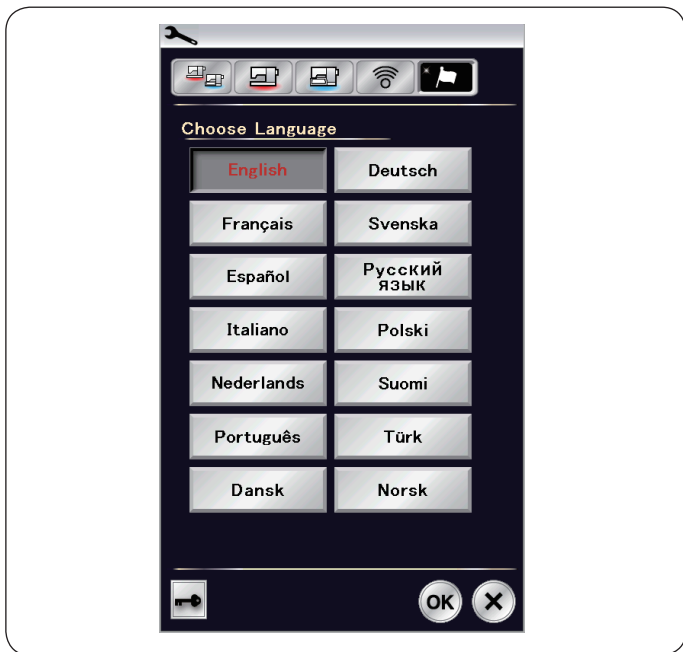 Choose Language
English
Deutsch
Français
Svenska
Español
Русский
язык
Italiano
Polski
Nederlands
Suomi
Português
Türk
Dansk
Norsk
OK